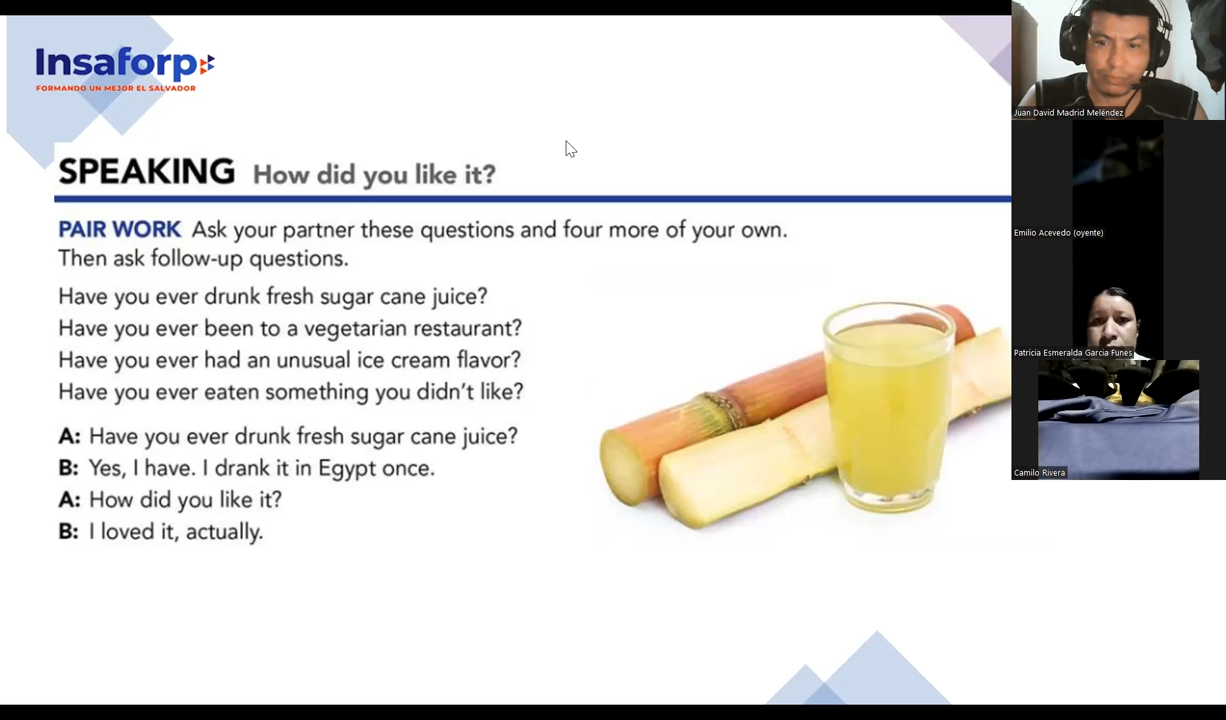 Insaforp
FORMANDO UN MEJOR EL SALVADOR
SPEAKING How did you like it?
PAIR WORK Ask your partner these questions and four more of your own.
Then ask follow-up questions.
Have you ever drunk fresh sugar cane juice?
Have you ever been to a vegetarian restaurant?
Have you ever had an unusual ice cream flavor?
Have you ever eaten something you didn't like?
A: Have you ever drunk fresh sugar cane juice?
B: Yes, I have. I drank it in Egypt once.
A: How did you like it?
B: I loved it, actually.
Juan David Madrid Meléndez
Emilio Acevedo (oyente)
Patricia Esmeralda Garcia Funes
Camilo Rivera